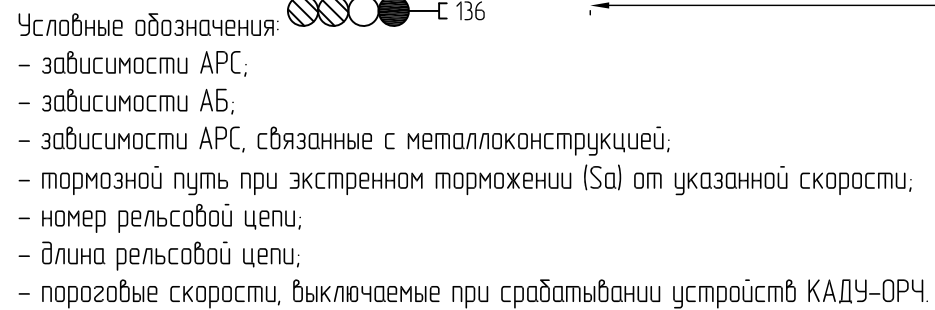 136
Условные обозначения:
– зависимости АРС;
– зависимости АБ;
– зависимости АРС, связанные с металлоконструкцией;
– тормозной путь при экстренном торможении (Sа) от указанной скорости;
– номер рельсовой цепи;
– длина рельсовой цепи;
– пороговые скорости, выключаемые при срабатывании устройств КАДУ-ОРЧ.